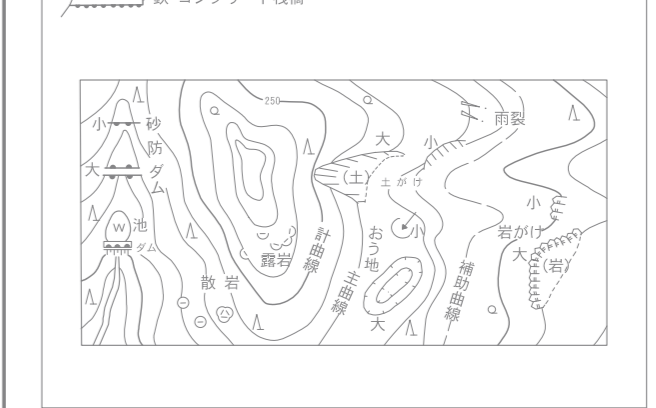 鉄・コンクリート桟橋
250
小 砂防ダム
大
W 池
ダム
雨裂
大
小
(土)
土がけ
小
おう地
大
小
岩がけ
大
(岩)
計曲線
主曲線
補助曲線
露岩
散岩